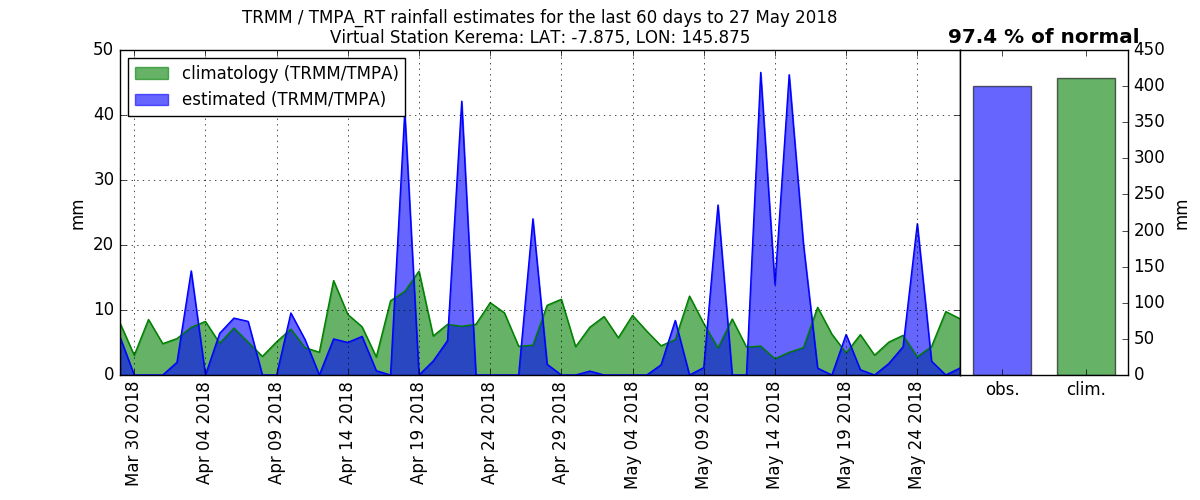 TRMM / TMPA_RT rainfall estimates for the last 60 days to 27 May 2018
Virtual Station Kerema: LAT: -7.875, LON: 145.875
97.4 % of normal
climatology (TRMM/TMPA)
estimated (TRMM/TMPA)
50
40
30
20
10
0
mm
Mar 30 2018
Apr 04 2018
Apr 09 2018
Apr 14 2018
Apr 19 2018
Apr 24 2018
Apr 29 2018
May 04 2018
May 09 2018
May 14 2018
May 19 2018
May 24 2018
450
400
350
300
250
200
150
100
50
0
mm
obs.
clim.